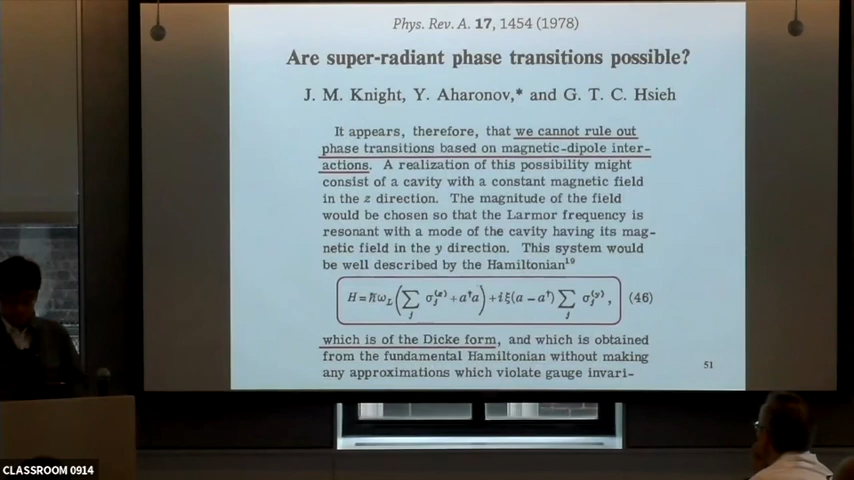 Phys. Rev. A. 17, 1454 (1978)
Are super-radiant phase transitions possible?
J. M. Knight, Y. Aharonov,* and G. T. C. Hsieh
It appears, therefore, that we cannot rule out
phase transitions based on magnetic-dipole inter-
actions. A realization of this possibility might
consist of a cavity with a constant magnetic field
in the z direction. The magnitude of the field
would be chosen so that the Larmor frequency is
resonant with a mode of the cavity having its mag-
netic field in the y direction. This system would
be well described by the Hamiltonian¹⁹
H=ℏω_L(∑_j σ_j^(z)+a†a)+iξ(a−a†)∑_j σ_j^(y), (46)
which is of the Dicke form, and which is obtained
from the fundamental Hamiltonian without making
any approximations which violate gauge invari-
51
CLASSROOM 0914